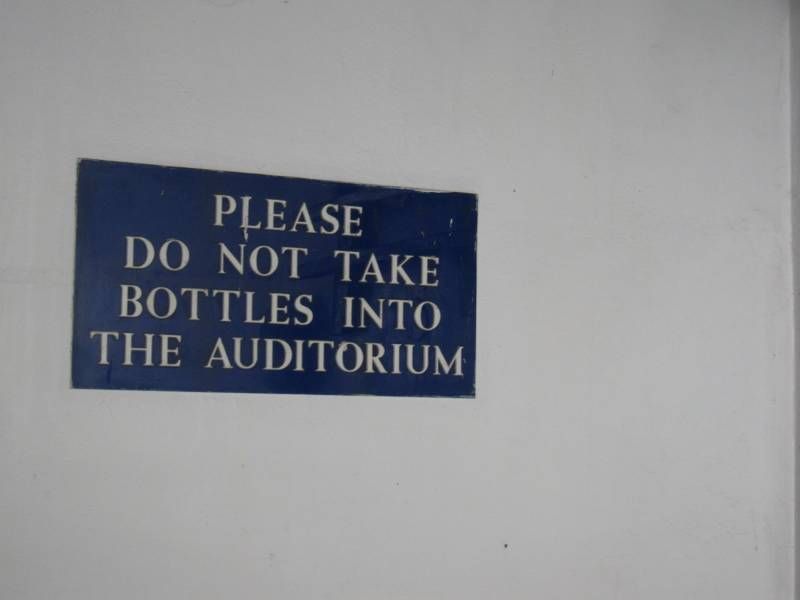 PLEASE
DO NOT TAKE
BOTTLES INTO
THE AUDITORIUM